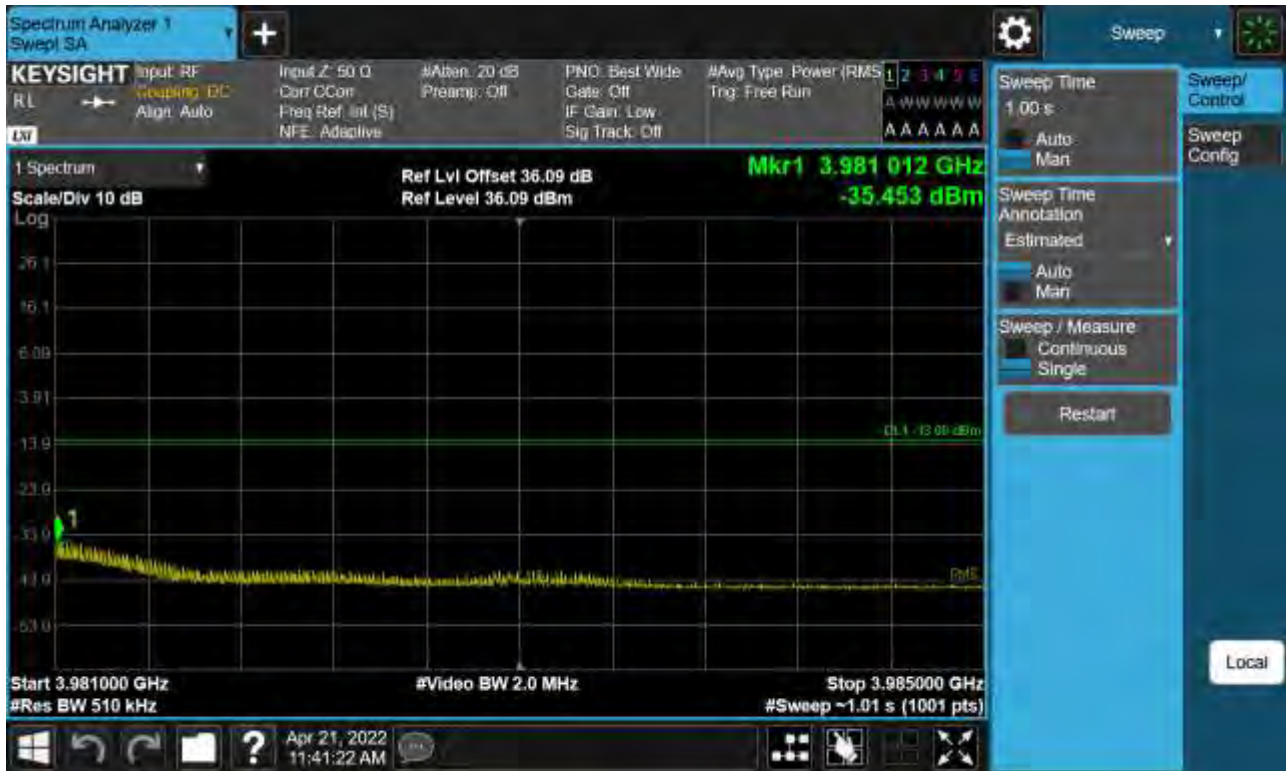 Spectrum Analyzer 1
Swept SA
+
Sweep
KEYSIGHT
RL
EXT
Input: RF
Coupling: DC
Align: Auto
Input Z: 50 Ω
Corr CCorr
Freq Ref: Int (S)
NFE: Adaptive
#Atten: 20 dB
Preamp: Off
PNO: Best Wide
Gate: Off
IF Gain: Low
Sig Track: Off
#Avg Type: Power (RMS
Trig: Free Run
1 2 3 4 5 6
A W W W W W
A A A A A A
1 Spectrum
Scale/Div 10 dB
Log
Ref Lvl Offset 36.09 dB
Ref Level 36.09 dBm
Mkr1 3.981 012 GHz
-35.453 dBm
26.1
16.1
6.09
-3.91
-13.9
-23.9
-33.9
-43.9
-53.9
DL1 -13.00 dBm
1
RMS
Start 3.981000 GHz
#Res BW 510 kHz
#Video BW 2.0 MHz
Stop 3.985000 GHz
#Sweep ~1.01 s (1001 pts)
Sweep Time
1.00 s
Auto
Man
Sweep Time
Annotation
Estimated
Auto
Man
Sweep / Measure
Continuous
Single
Restart
Sweep/
Control
Sweep
Config
Local
?
Apr 21, 2022
11:41:22 AM